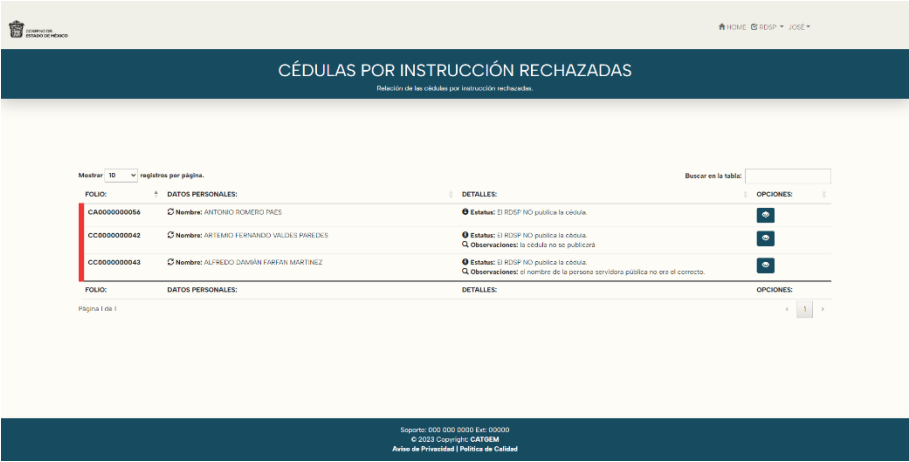 GOBIERNO DEL
ESTADO DE MÉXICO
HOME RDSP JOSÉ
CÉDULAS POR INSTRUCCIÓN RECHAZADAS
Relación de las cédulas por instrucción rechazadas.
Mostrar 10 registros por página. Buscar en la tabla:
FOLIO: DATOS PERSONALES: DETALLES: OPCIONES:
CA0000000056 Nombre: ANTONIO ROMERO PAES Estatus: El RDSP NO publica la cédula.
CC0000000042 Nombre: ARTEMIO FERNANDO VALDES PAREDES Estatus: El RDSP NO publica la cédula.
Observaciones: la cédula no se publicará
CC0000000043 Nombre: ALFREDO DAMIÁN FARFAN MARTINEZ Estatus: El RDSP NO publica la cédula.
Observaciones: el nombre de la persona servidora pública no era el correcto.
FOLIO: DATOS PERSONALES: DETALLES: OPCIONES:
Página 1 de 1 ‹ 1 ›
Soporte: 000 000 0000 Ext: 00000
© 2023 Copyright: CATGEM
Aviso de Privacidad | Política de Calidad